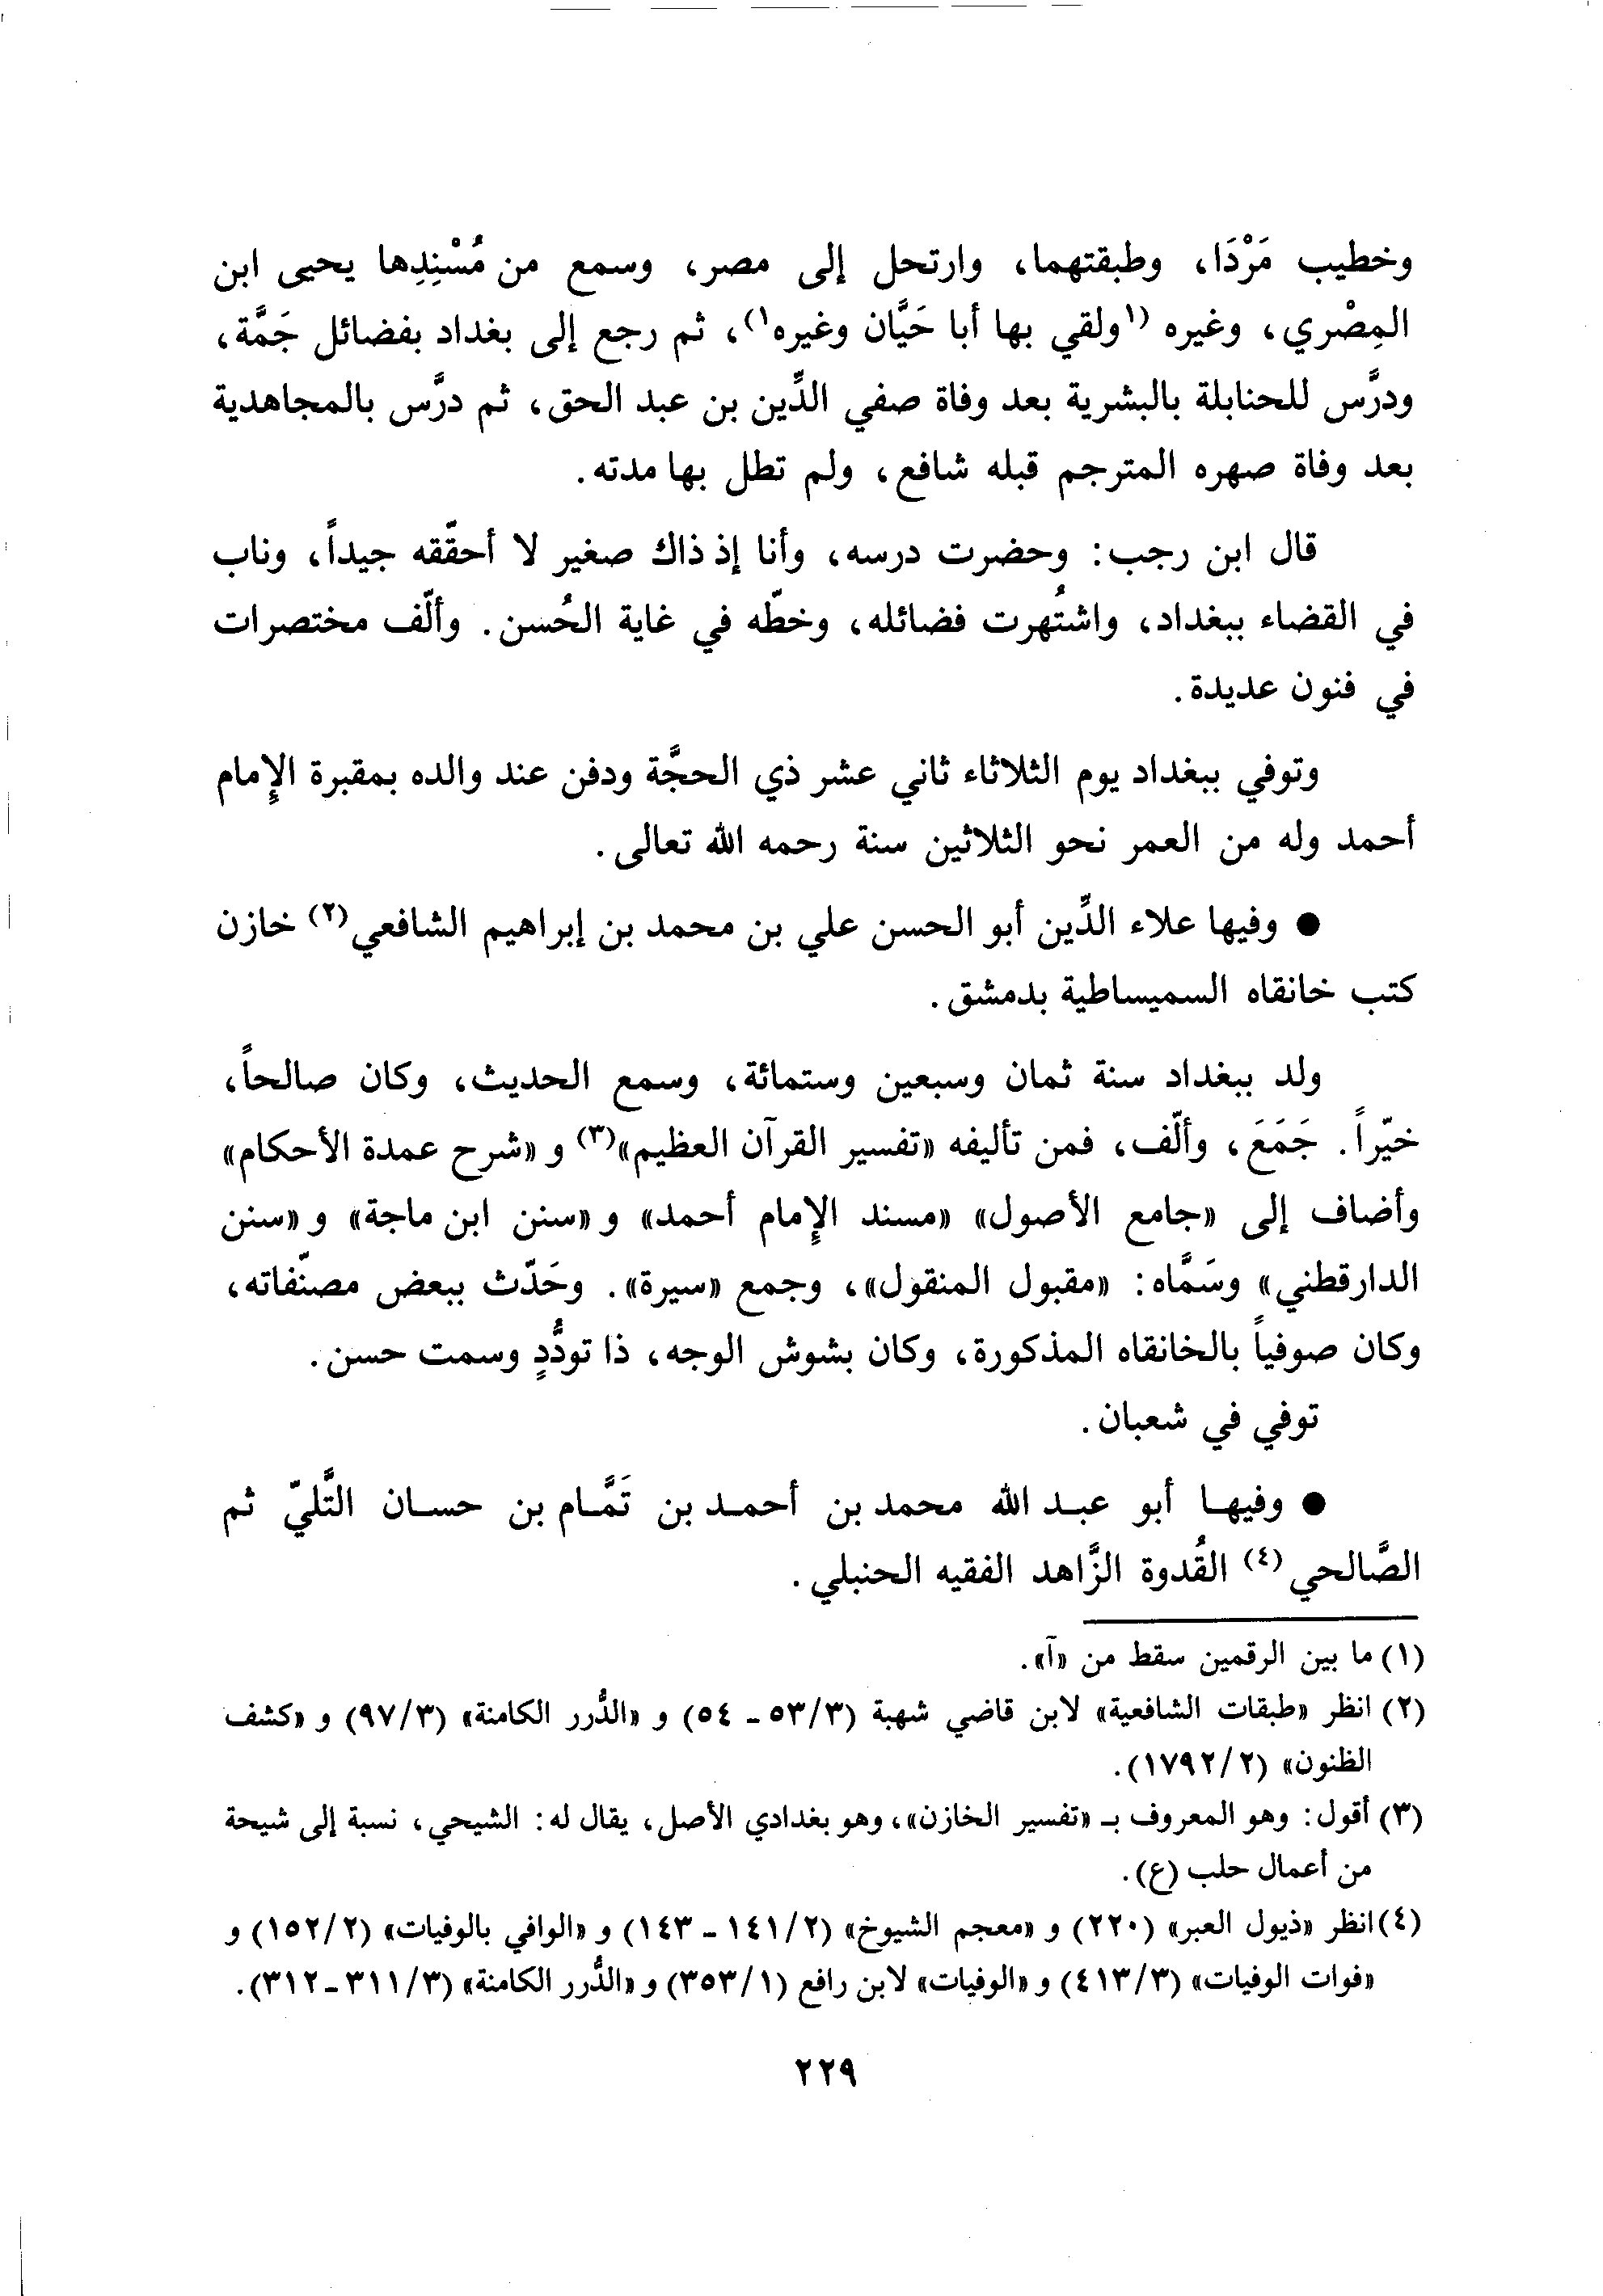 وخطيب مَرْدَا، وطبقتهما، وارتحل إلى مصر، وسمع من مُسْنِدِها يحيى ابن
المِصْري، وغيره (١ولقي بها أبا حَيَّان وغيره١)، ثم رجع إلى بغداد بفضائل جَمَّة،
ودرَّس للحنابلة بالبشرية بعد وفاة صفي الدِّين بن عبد الحق، ثم درَّس بالمجاهدية
بعد وفاة صهره المترجم قبله شافع، ولم تطل بها مدته.
قال ابن رجب: وحضرت درسه، وأنا إذ ذاك صغير لا أحقّقه جيداً، وناب
في القضاء ببغداد، واشتُهرت فضائله، وخطّه في غاية الحُسن. وألّف مختصرات
في فنون عديدة.
وتوفي ببغداد يوم الثلاثاء ثاني عشر ذي الحجَّة ودفن عند والده بمقبرة الإِمام
أحمد وله من العمر نحو الثلاثين سنة رحمه الله تعالى.
● وفيها علاء الدِّين أبو الحسن علي بن محمد بن إبراهيم الشافعي(٢) خازن
كتب خانقاه السميساطية بدمشق.
ولد ببغداد سنة ثمان وسبعين وستمائة، وسمع الحديث، وكان صالحاً،
خيّراً. جَمَعَ، وألّف، فمن تأليفه «تفسير القرآن العظيم»(٣) و «شرح عمدة الأحكام»
وأضاف إلى «جامع الأصول» «مسند الإِمام أحمد» و «سنن ابن ماجة» و «سنن
الدارقطني» وسَمَّاه: «مقبول المنقول»، وجمع «سيرة». وحَدّث ببعض مصنّفاته،
وكان صوفياً بالخانقاه المذكورة، وكان بشوش الوجه، ذا تودُّدٍ وسمت حسن.
توفي في شعبان.
● وفيها أبو عبد الله محمد بن أحمد بن تَمَّام بن حسان التَّليّ ثم
الصَّالحي(٤) القُدوة الزَّاهد الفقيه الحنبلي.
(١) ما بين الرقمين سقط من «آ».
(٢) انظر «طبقات الشافعية» لابن قاضي شهبة (٥٣/٣ - ٥٤) و «الدُّرر الكامنة» (٩٧/٣) و «كشف
الظنون» (١٧٩٢/٢).
(٣) أقول: وهو المعروف بـ «تفسير الخازن»، وهو بغدادي الأصل، يقال له: الشيحي، نسبة إلى شيحة
من أعمال حلب (ع).
(٤) انظر «ذيول العبر» (٢٢٠) و «معجم الشيوخ» (١٤١/٢ - ١٤٣) و «الوافي بالوفيات» (١٥٢/٢) و
«فوات الوفيات» (٤١٣/٣) و «الوفيات» لابن رافع (٣٥٣/١) و «الدُّرر الكامنة» (٣١١/٣-٣١٢).
٢٢٩